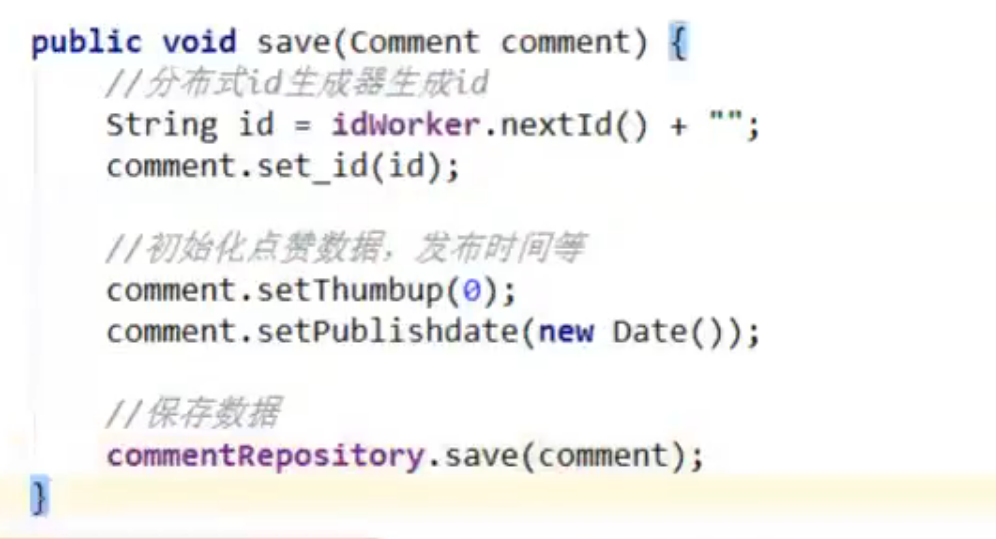 public void save(Comment comment) {
//分布式id生成器生成id
String id = idWorker.nextId() + "";
comment.set_id(id);
//初始化点赞数据，发布时间等
comment.setThumbup(0);
comment.setPublishdate(new Date());
//保存数据
commentRepository.save(comment);
}